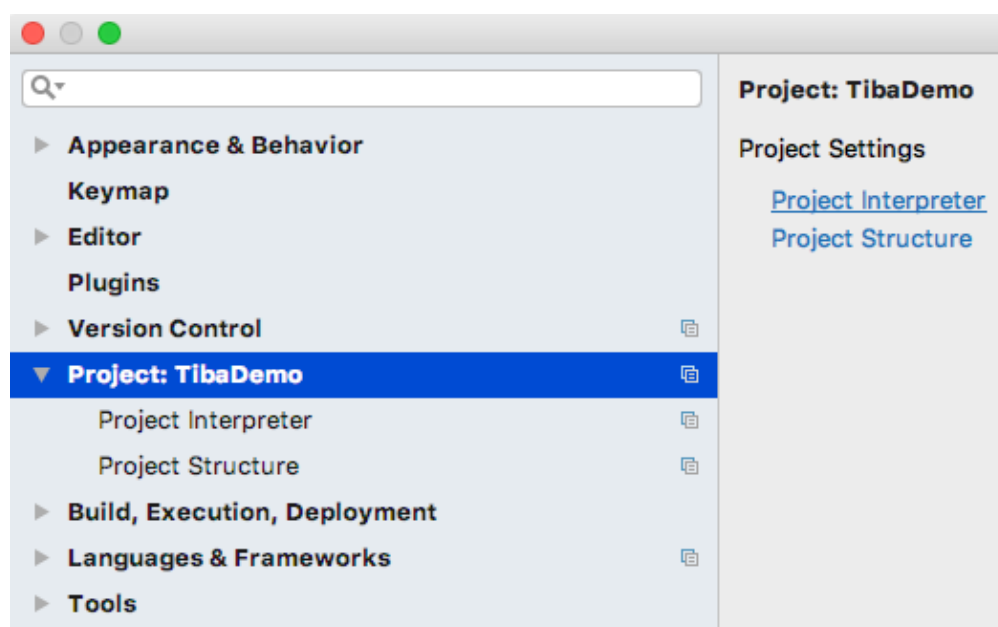 Appearance & Behavior
Keymap
Editor
Plugins
Version Control
Project: TibaDemo
Project Interpreter
Project Structure
Build, Execution, Deployment
Languages & Frameworks
Tools
Project: TibaDemo
Project Settings
Project Interpreter
Project Structure